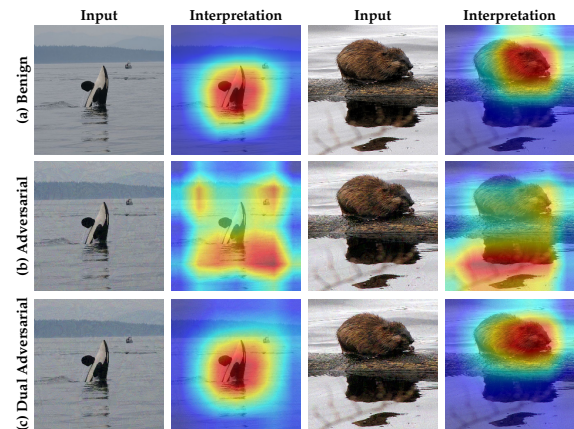 Input Interpretation Input Interpretation
(a) Benign
(b) Adversarial
(c) Dual Adversarial